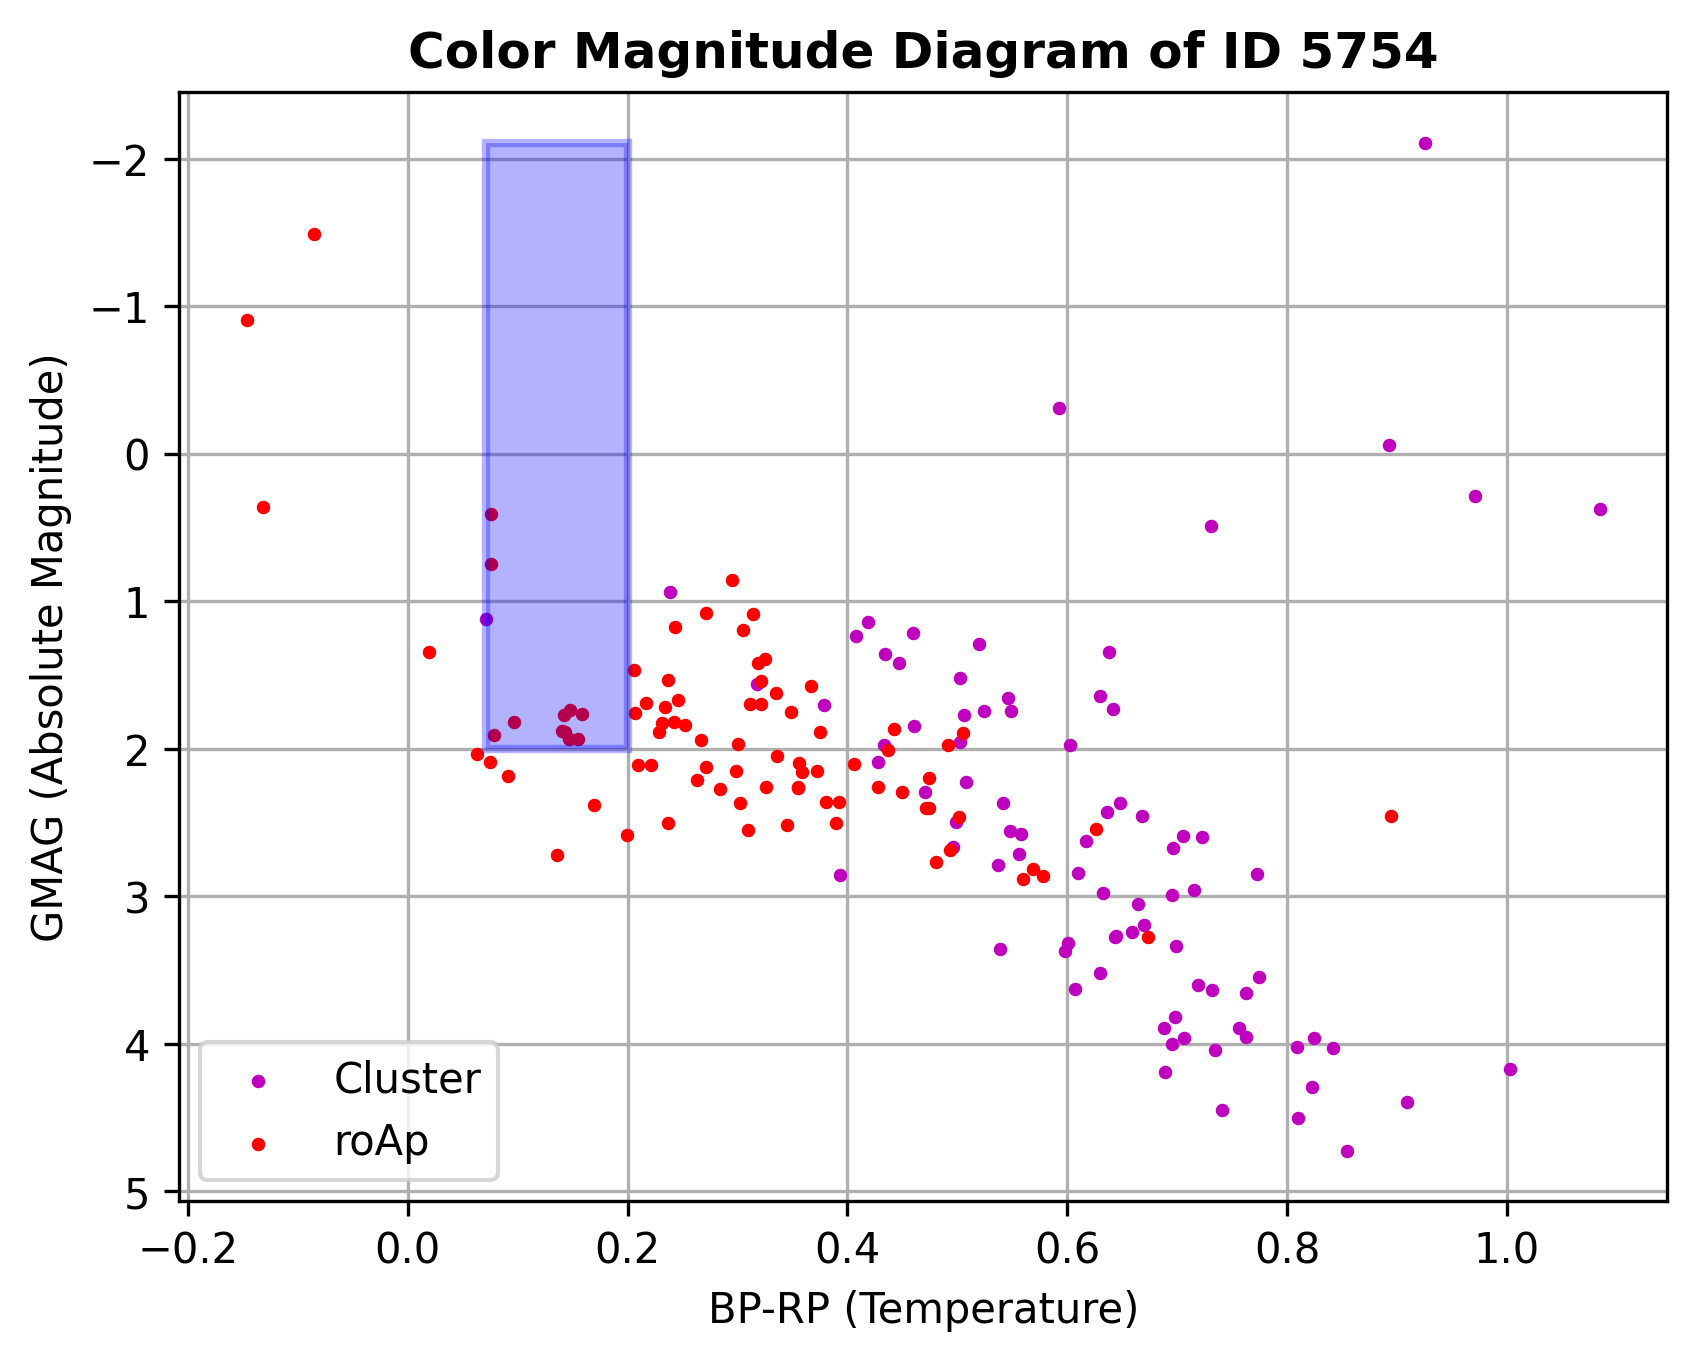 Color Magnitude Diagram of ID 5754
GMAG (Absolute Magnitude)
−2
−1
0
1
2
3
4
5
Cluster
roAp
−0.2 0.0 0.2 0.4 0.6 0.8 1.0
BP-RP (Temperature)